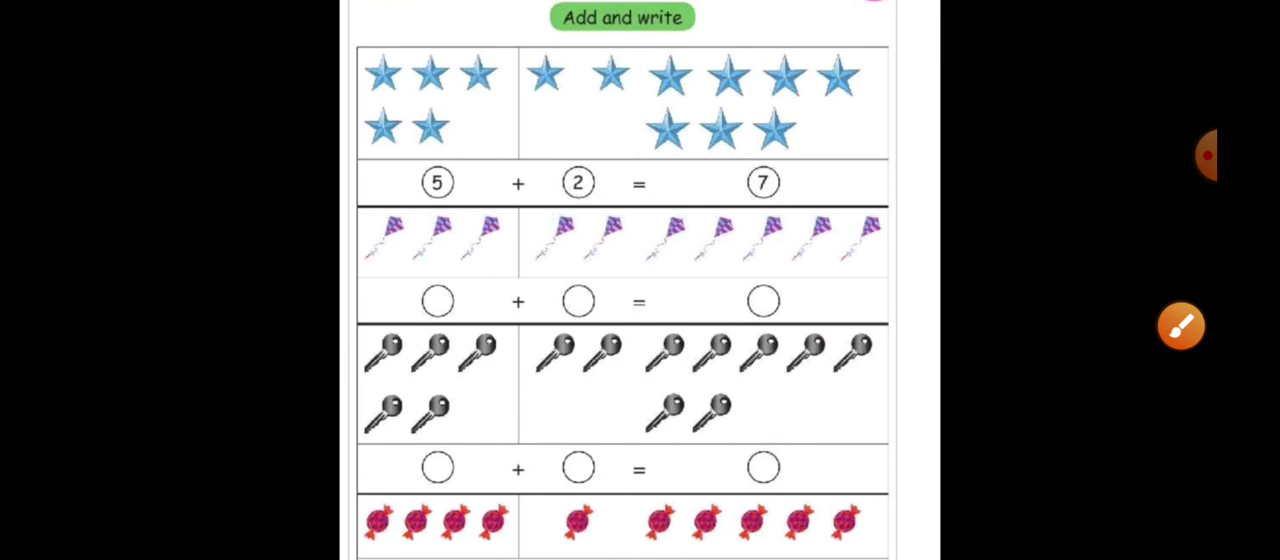 Add and write
5 + 2 = 7
+ =
+ =